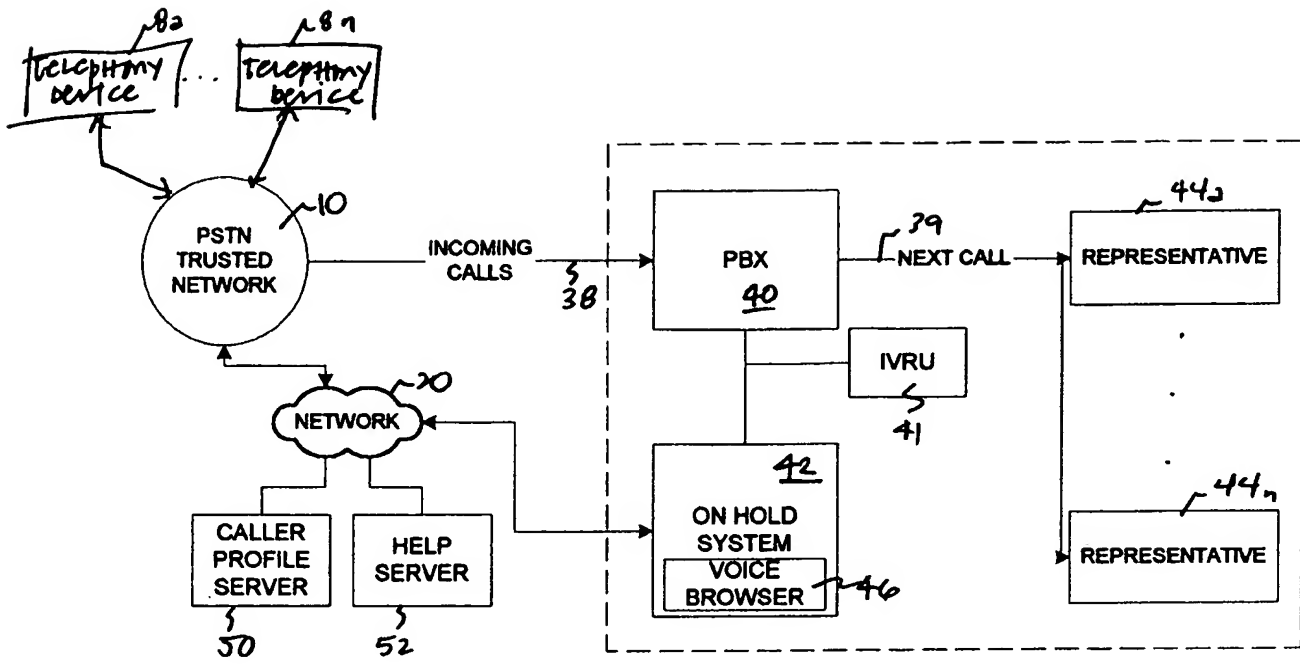 8a
8n
TELEPHONY
DEVICE
...
TELEPHONY
DEVICE
10
PSTN
TRUSTED
NETWORK
INCOMING
CALLS
38
PBX
40
39
NEXT CALL
44a
REPRESENTATIVE
IVRU
41
20
NETWORK
42
ON HOLD
SYSTEM
VOICE
BROWSER
46
44n
REPRESENTATIVE
CALLER
PROFILE
SERVER
50
HELP
SERVER
52